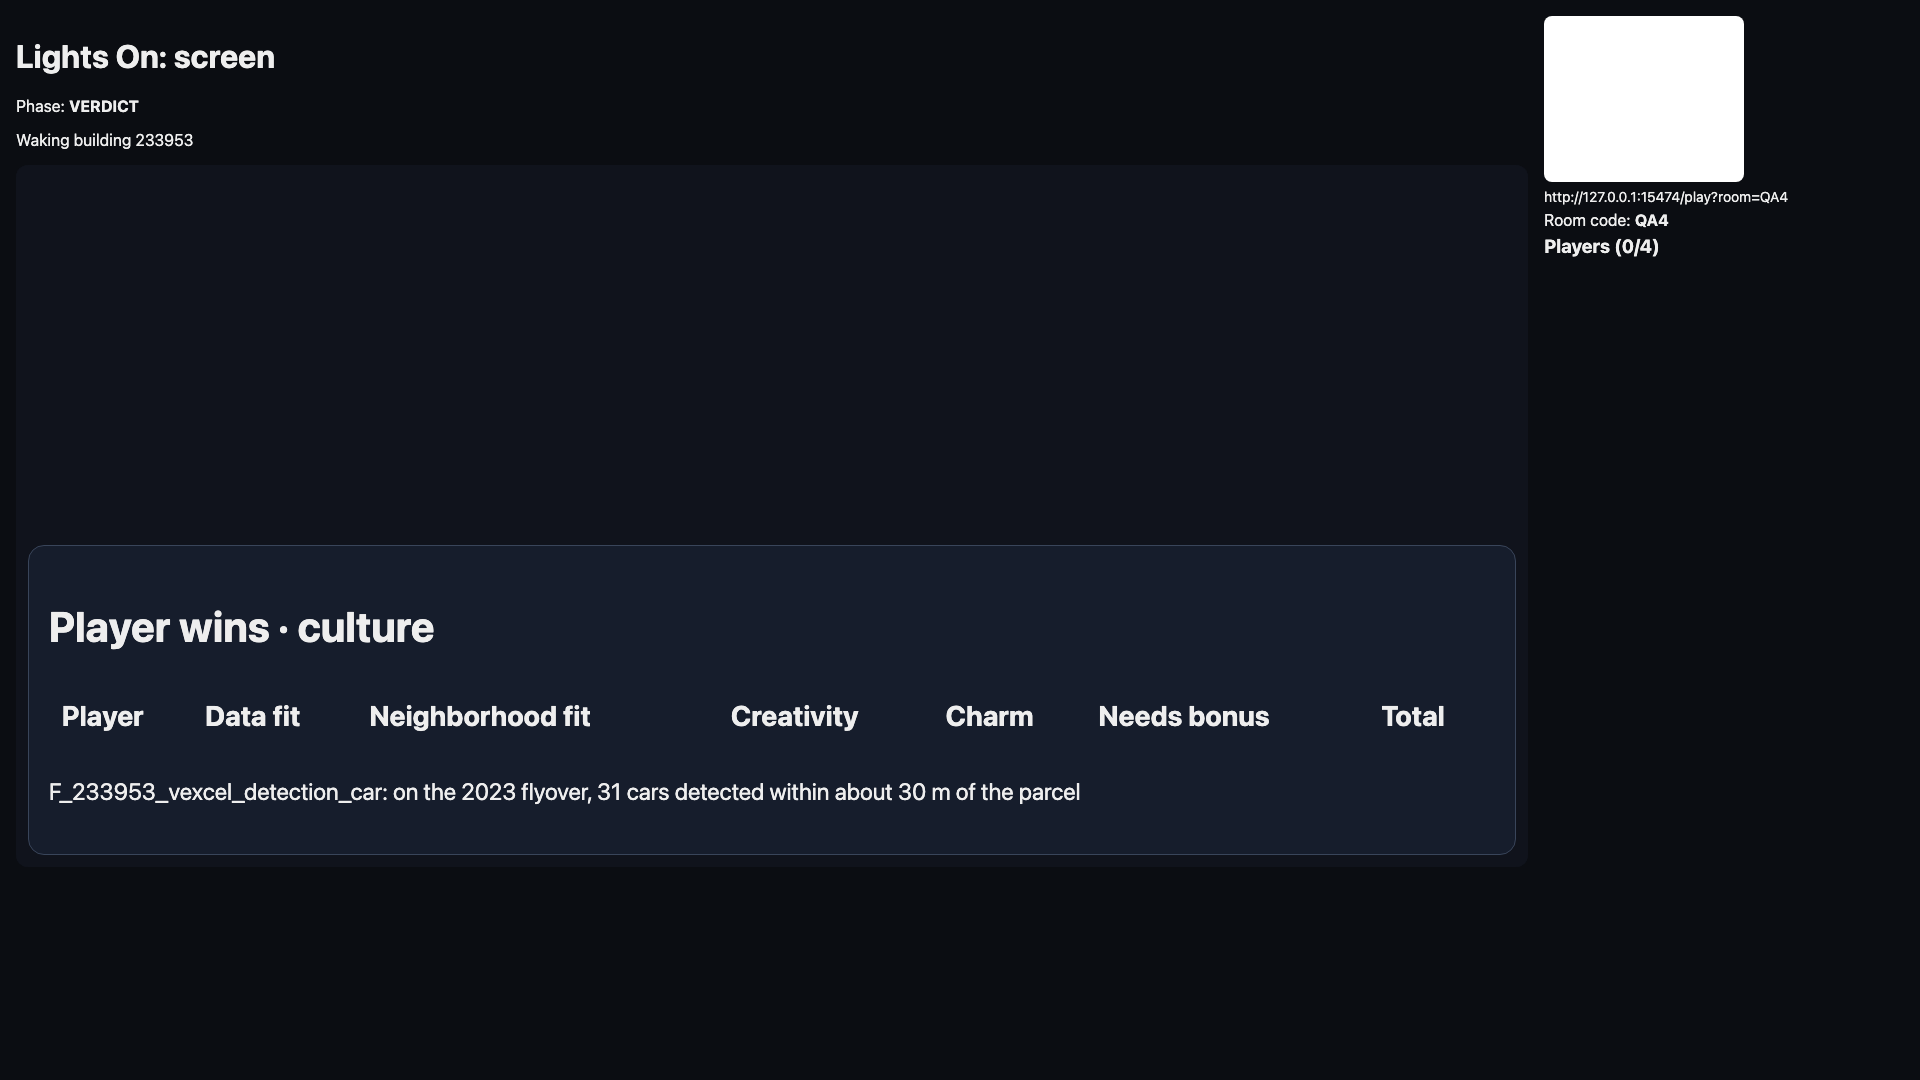 Lights On: screen
Phase: VERDICT
Waking building 233953
Player wins · culture
Player Data fit Neighborhood fit Creativity Charm Needs bonus Total
F_233953_vexcel_detection_car: on the 2023 flyover, 31 cars detected within about 30 m of the parcel
http://127.0.0.1:15474/play?room=QA4
Room code: QA4
Players (0/4)